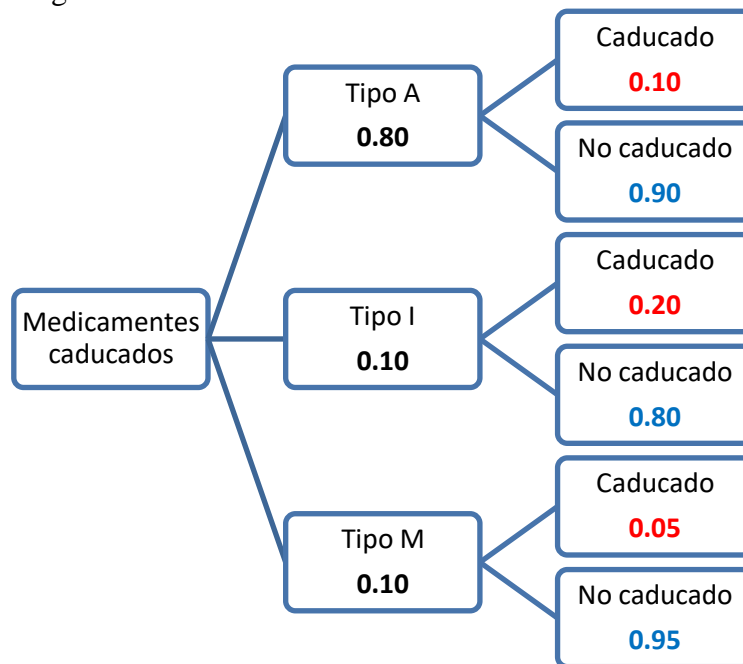 Caducado
0.10
Tipo A
0.80
No caducado
0.90
Caducado
0.20
Medicamentes
caducados
Tipo I
0.10
No caducado
0.80
Caducado
0.05
Tipo M
0.10
No caducado
0.95